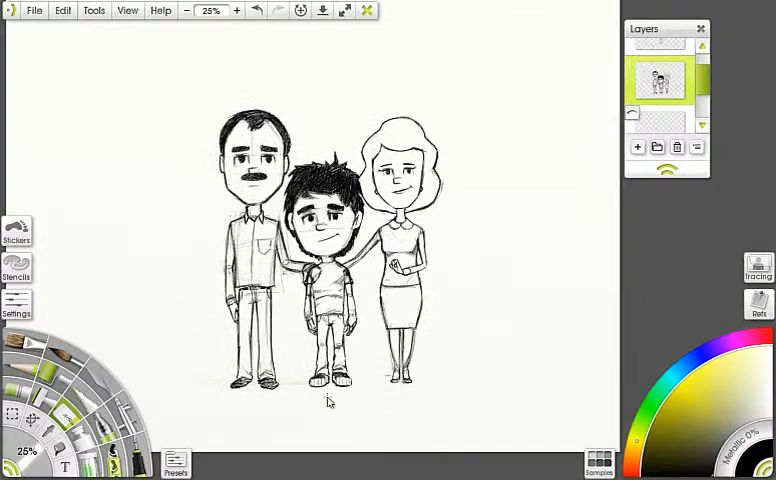 File Edit Tools View Help − 25% +
Layers
Stickers
Stencils
Settings
Tracing
Refs
25%
T
Presets
Samples
Metallic 0%